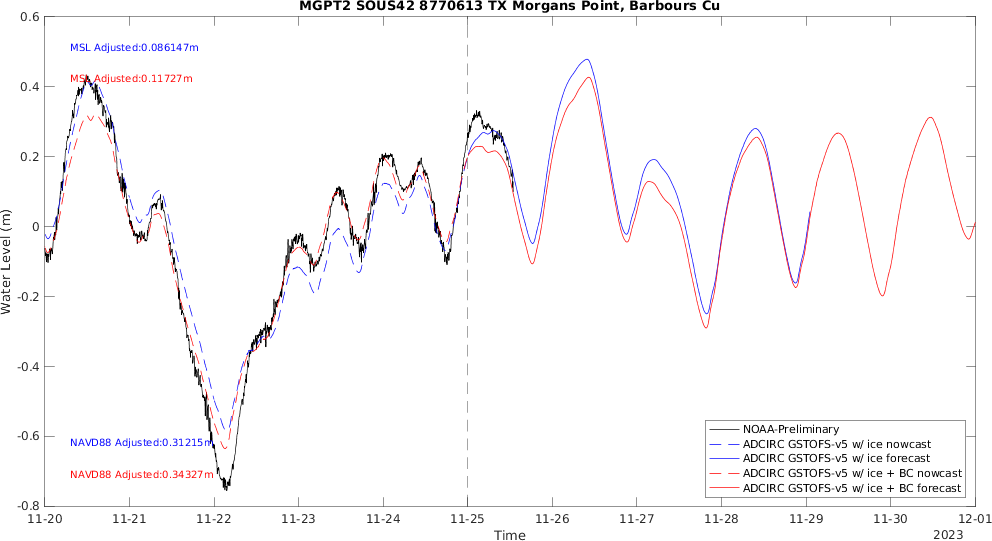 MGPT2 SOUS42 8770613 TX Morgans Point, Barbours Cu
0.6
0.4
0.2
0
-0.2
-0.4
-0.6
-0.8
Water Level (m)
MSL Adjusted:0.086147m
MSL Adjusted:0.11727m
NAVD88 Adjusted:0.31215m
NAVD88 Adjusted:0.34327m
NOAA-Preliminary
ADCIRC GSTOFS-v5 w/ ice nowcast
ADCIRC GSTOFS-v5 w/ ice forecast
ADCIRC GSTOFS-v5 w/ ice + BC nowcast
ADCIRC GSTOFS-v5 w/ ice + BC forecast
11-20 11-21 11-22 11-23 11-24 11-25 11-26 11-27 11-28 11-29 11-30 12-01
Time
2023